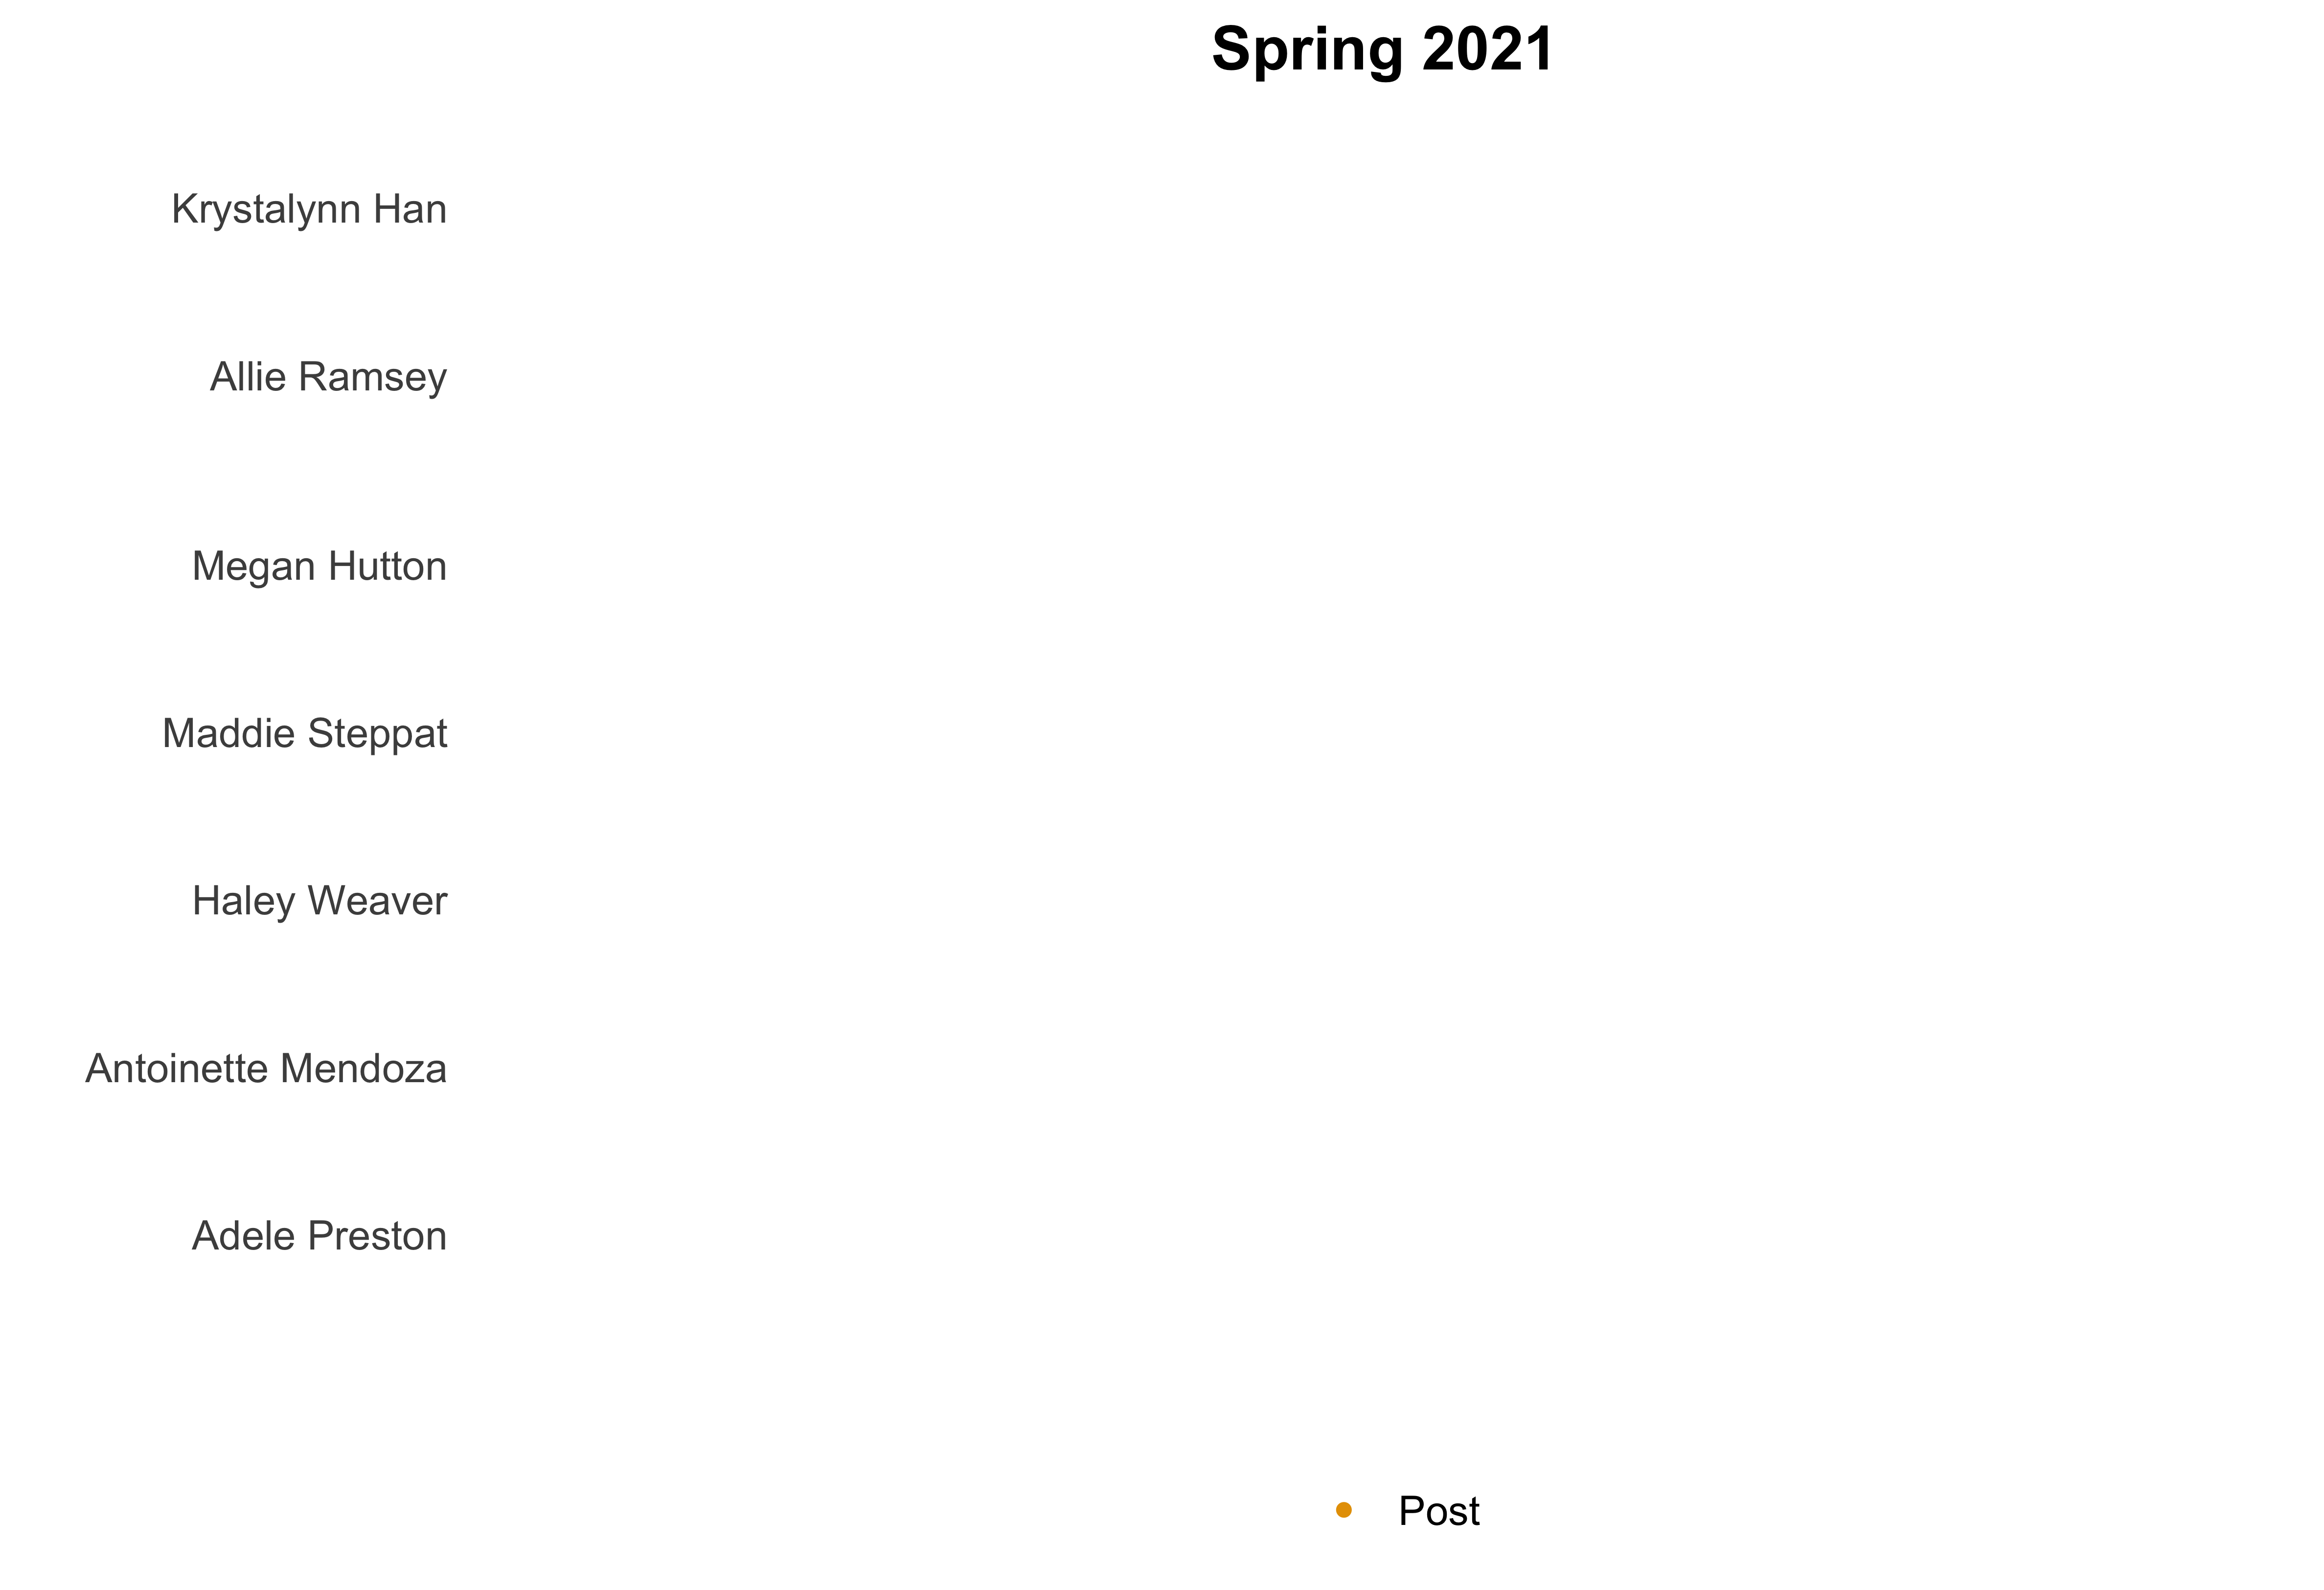 Spring 2021
Krystalynn Han
Allie Ramsey
Megan Hutton
Maddie Steppat
Haley Weaver
Antoinette Mendoza
Adele Preston
Post